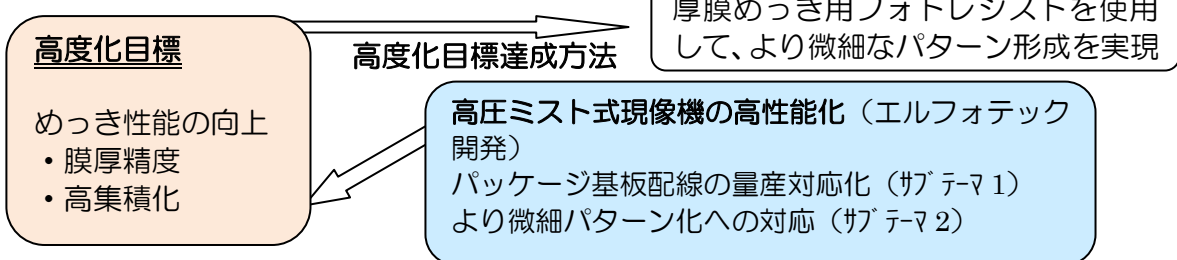 厚膜めっき用フォトレジストを使用
して、より微細なパターン形成を実現
高度化目標
高度化目標達成方法
めっき性能の向上
・膜厚精度
・高集積化
高圧ミスト式現像機の高性能化（エルフォテック
開発）
パッケージ基板配線の量産対応化（ｻﾌﾞﾃｰﾏ 1）
より微細パターン化への対応（ｻﾌﾞﾃｰﾏ 2）